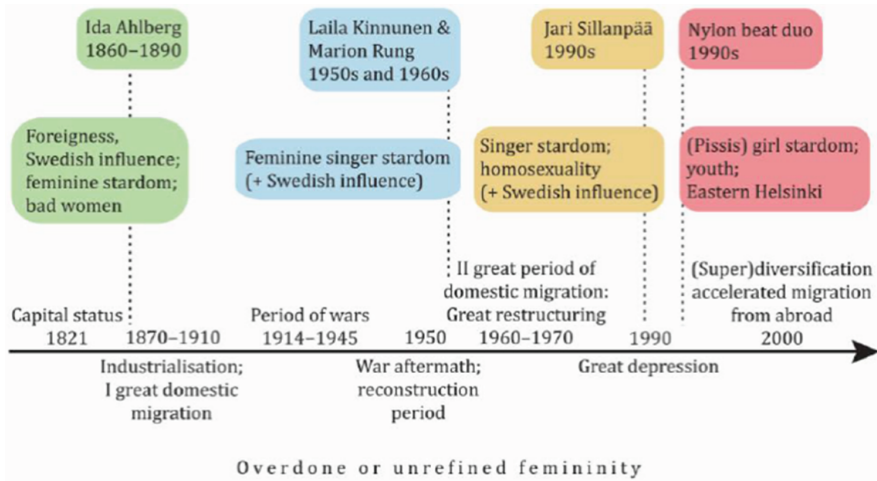 Ida Ahlberg
1860–1890
Laila Kinnunen &
Marion Rung
1950s and 1960s
Jari Sillanpää
1990s
Nylon beat duo
1990s
Foreigness,
Swedish influence;
feminine stardom;
bad women
Feminine singer stardom
(+ Swedish influence)
Singer stardom;
homosexuality
(+ Swedish influence)
(Pissis) girl stardom;
youth;
Eastern Helsinki
II great period of
domestic migration:
Great restructuring
(Super)diversification
accelerated migration
from abroad
Capital status
Period of wars
1821
1870–1910
1914–1945
1950
1960–1970
1990
2000
Industrialisation;
I great domestic
migration
War aftermath;
reconstruction
period
Great depression
Overdone or unrefined femininity